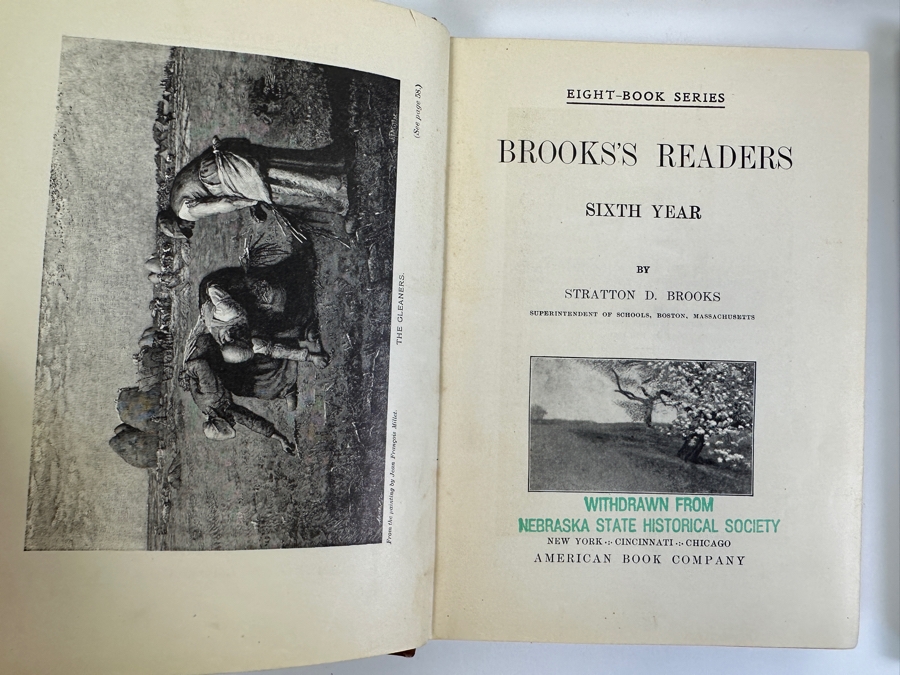 (See page 58.)
THE GLEANERS.
From the painting by Jean François Millet.
EIGHT-BOOK SERIES
BROOKS'S READERS
SIXTH YEAR
BY
STRATTON D. BROOKS
SUPERINTENDENT OF SCHOOLS, BOSTON, MASSACHUSETTS
WITHDRAWN FROM
NEBRASKA STATE HISTORICAL SOCIETY
NEW YORK ·:· CINCINNATI ·:· CHICAGO
AMERICAN BOOK COMPANY